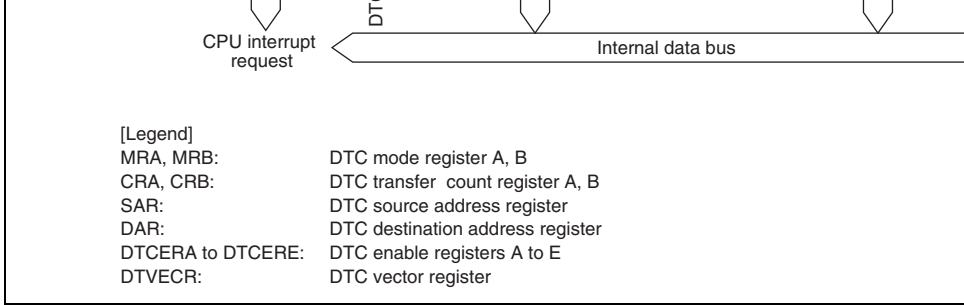 DTC
CPU interrupt
request
Internal data bus
[Legend]
MRA, MRB: DTC mode register A, B
CRA, CRB: DTC transfer count register A, B
SAR: DTC source address register
DAR: DTC destination address register
DTCERA to DTCERE: DTC enable registers A to E
DTVECR: DTC vector register